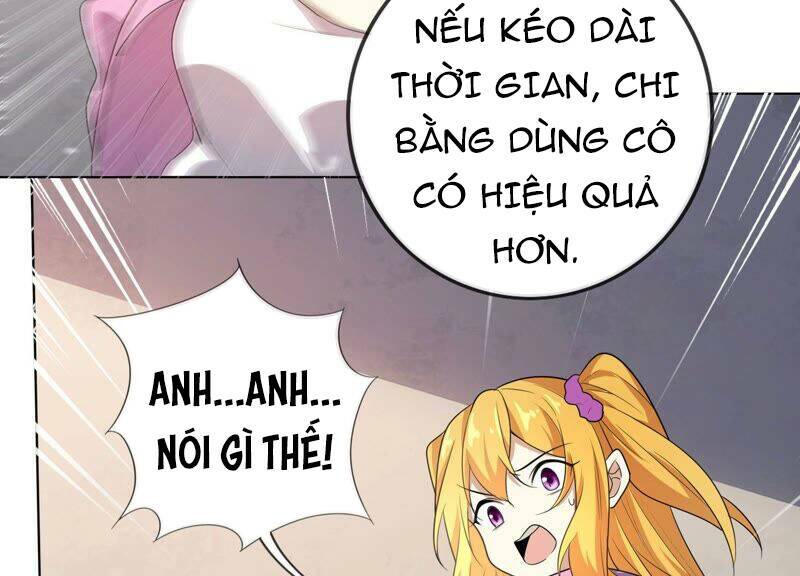 NẾU KÉO DÀI
THỜI GIAN, CHI
BẰNG DÙNG CÔ
CÓ HIỆU QUẢ
HƠN.
ANH...ANH...
NÓI GÌ THẾ!